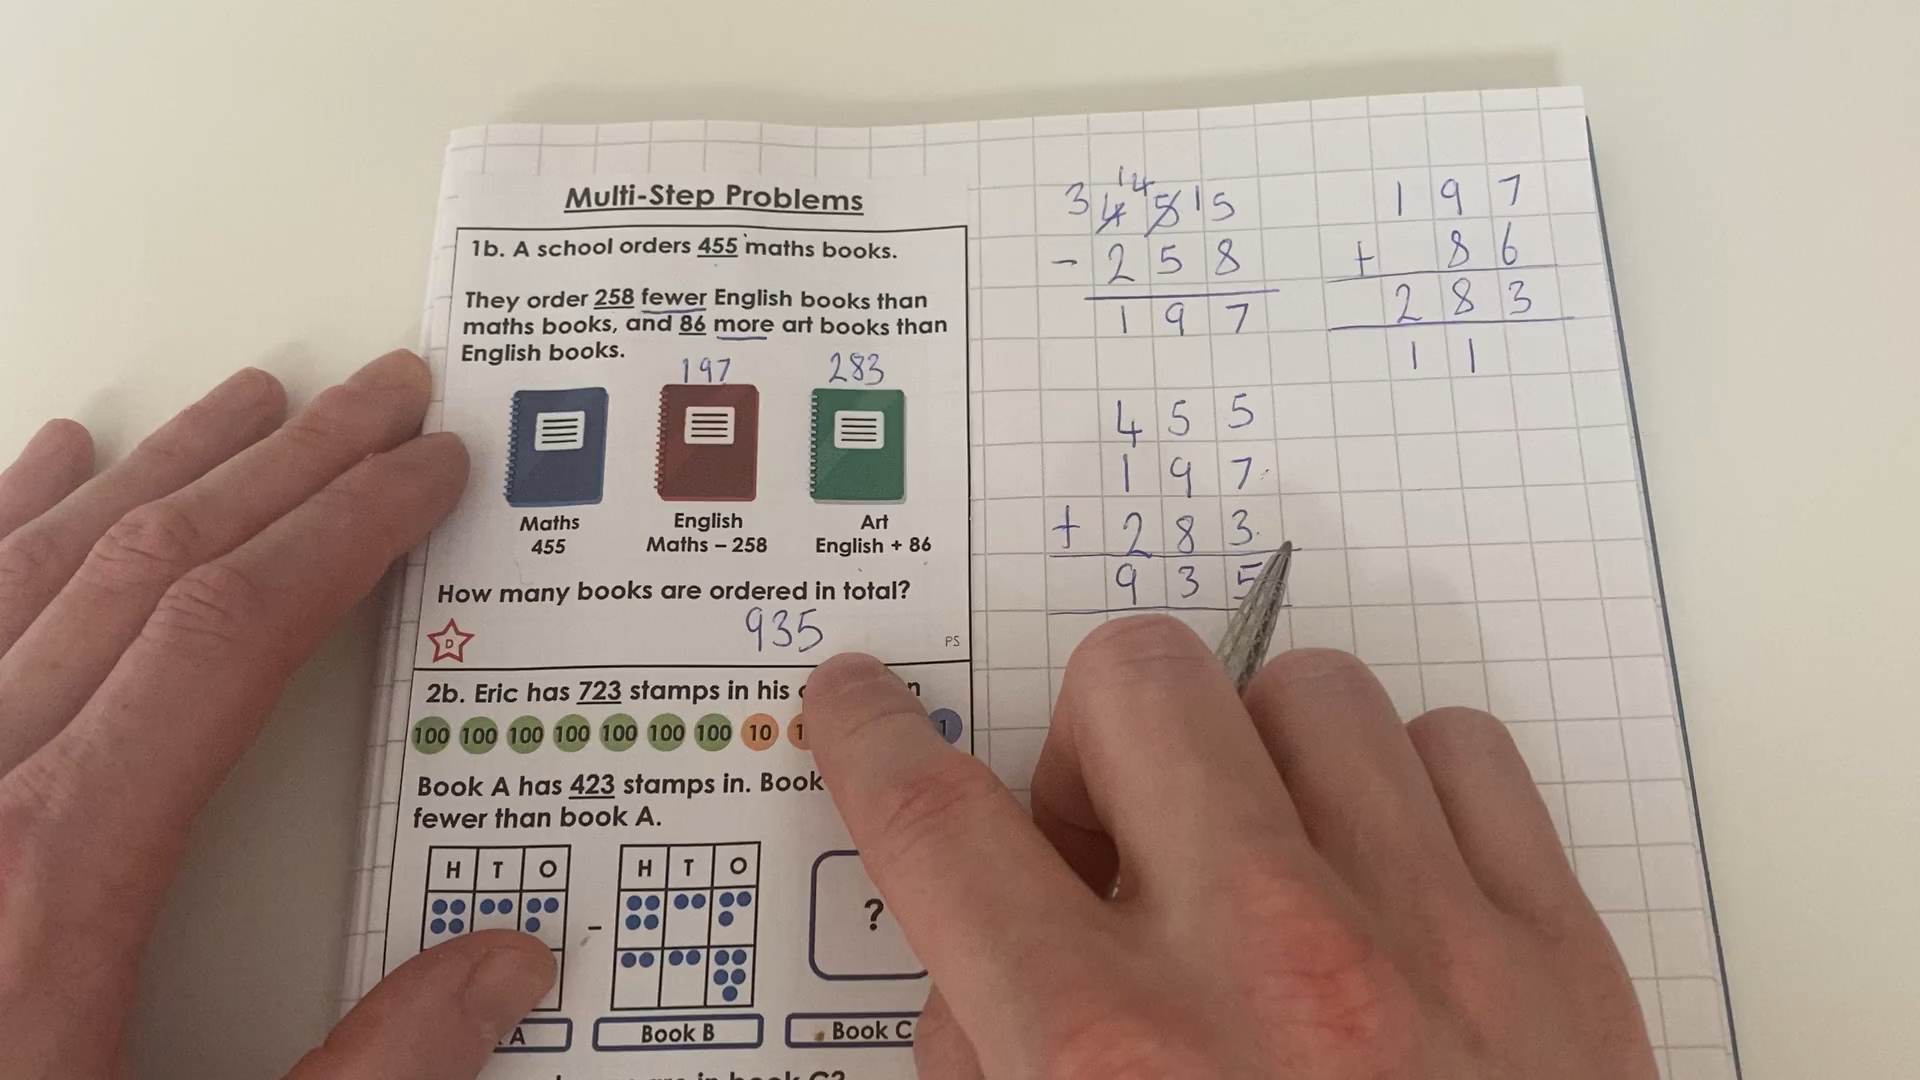 Multi-Step Problems
1b. A school orders 455 maths books.
They order 258 fewer English books than
maths books, and 86 more art books than
English books.
197 283
Maths
455
English
Maths – 258
Art
English + 86
How many books are ordered in total?
935
D
PS
2b. Eric has 723 stamps in his
100 100 100 100 100 100 100 10 1
Book A has 423 stamps in. Book
fewer than book A.
H T O
H T O
-
?
A
Book B
Book C
3 4 14 5 15
- 2 5 8
1 9 7
1 9 7
+ 8 6
2 8 3
1 1
4 5 5
1 9 7
+ 2 8 3
9 3 5